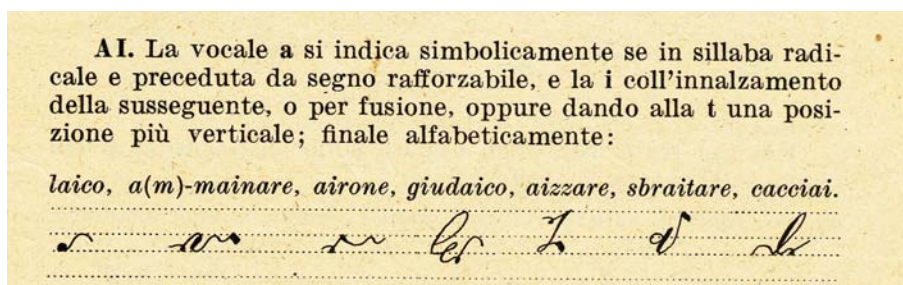 AI. La vocale a si indica simbolicamente se in sillaba radi-
cale e preceduta da segno rafforzabile, e la i coll'innalzamento
della susseguente, o per fusione, oppure dando alla t una posi-
zione più verticale; finale alfabeticamente:
laico, a(m)-mainare, airone, giudaico, aizzare, sbraitare, cacciai.